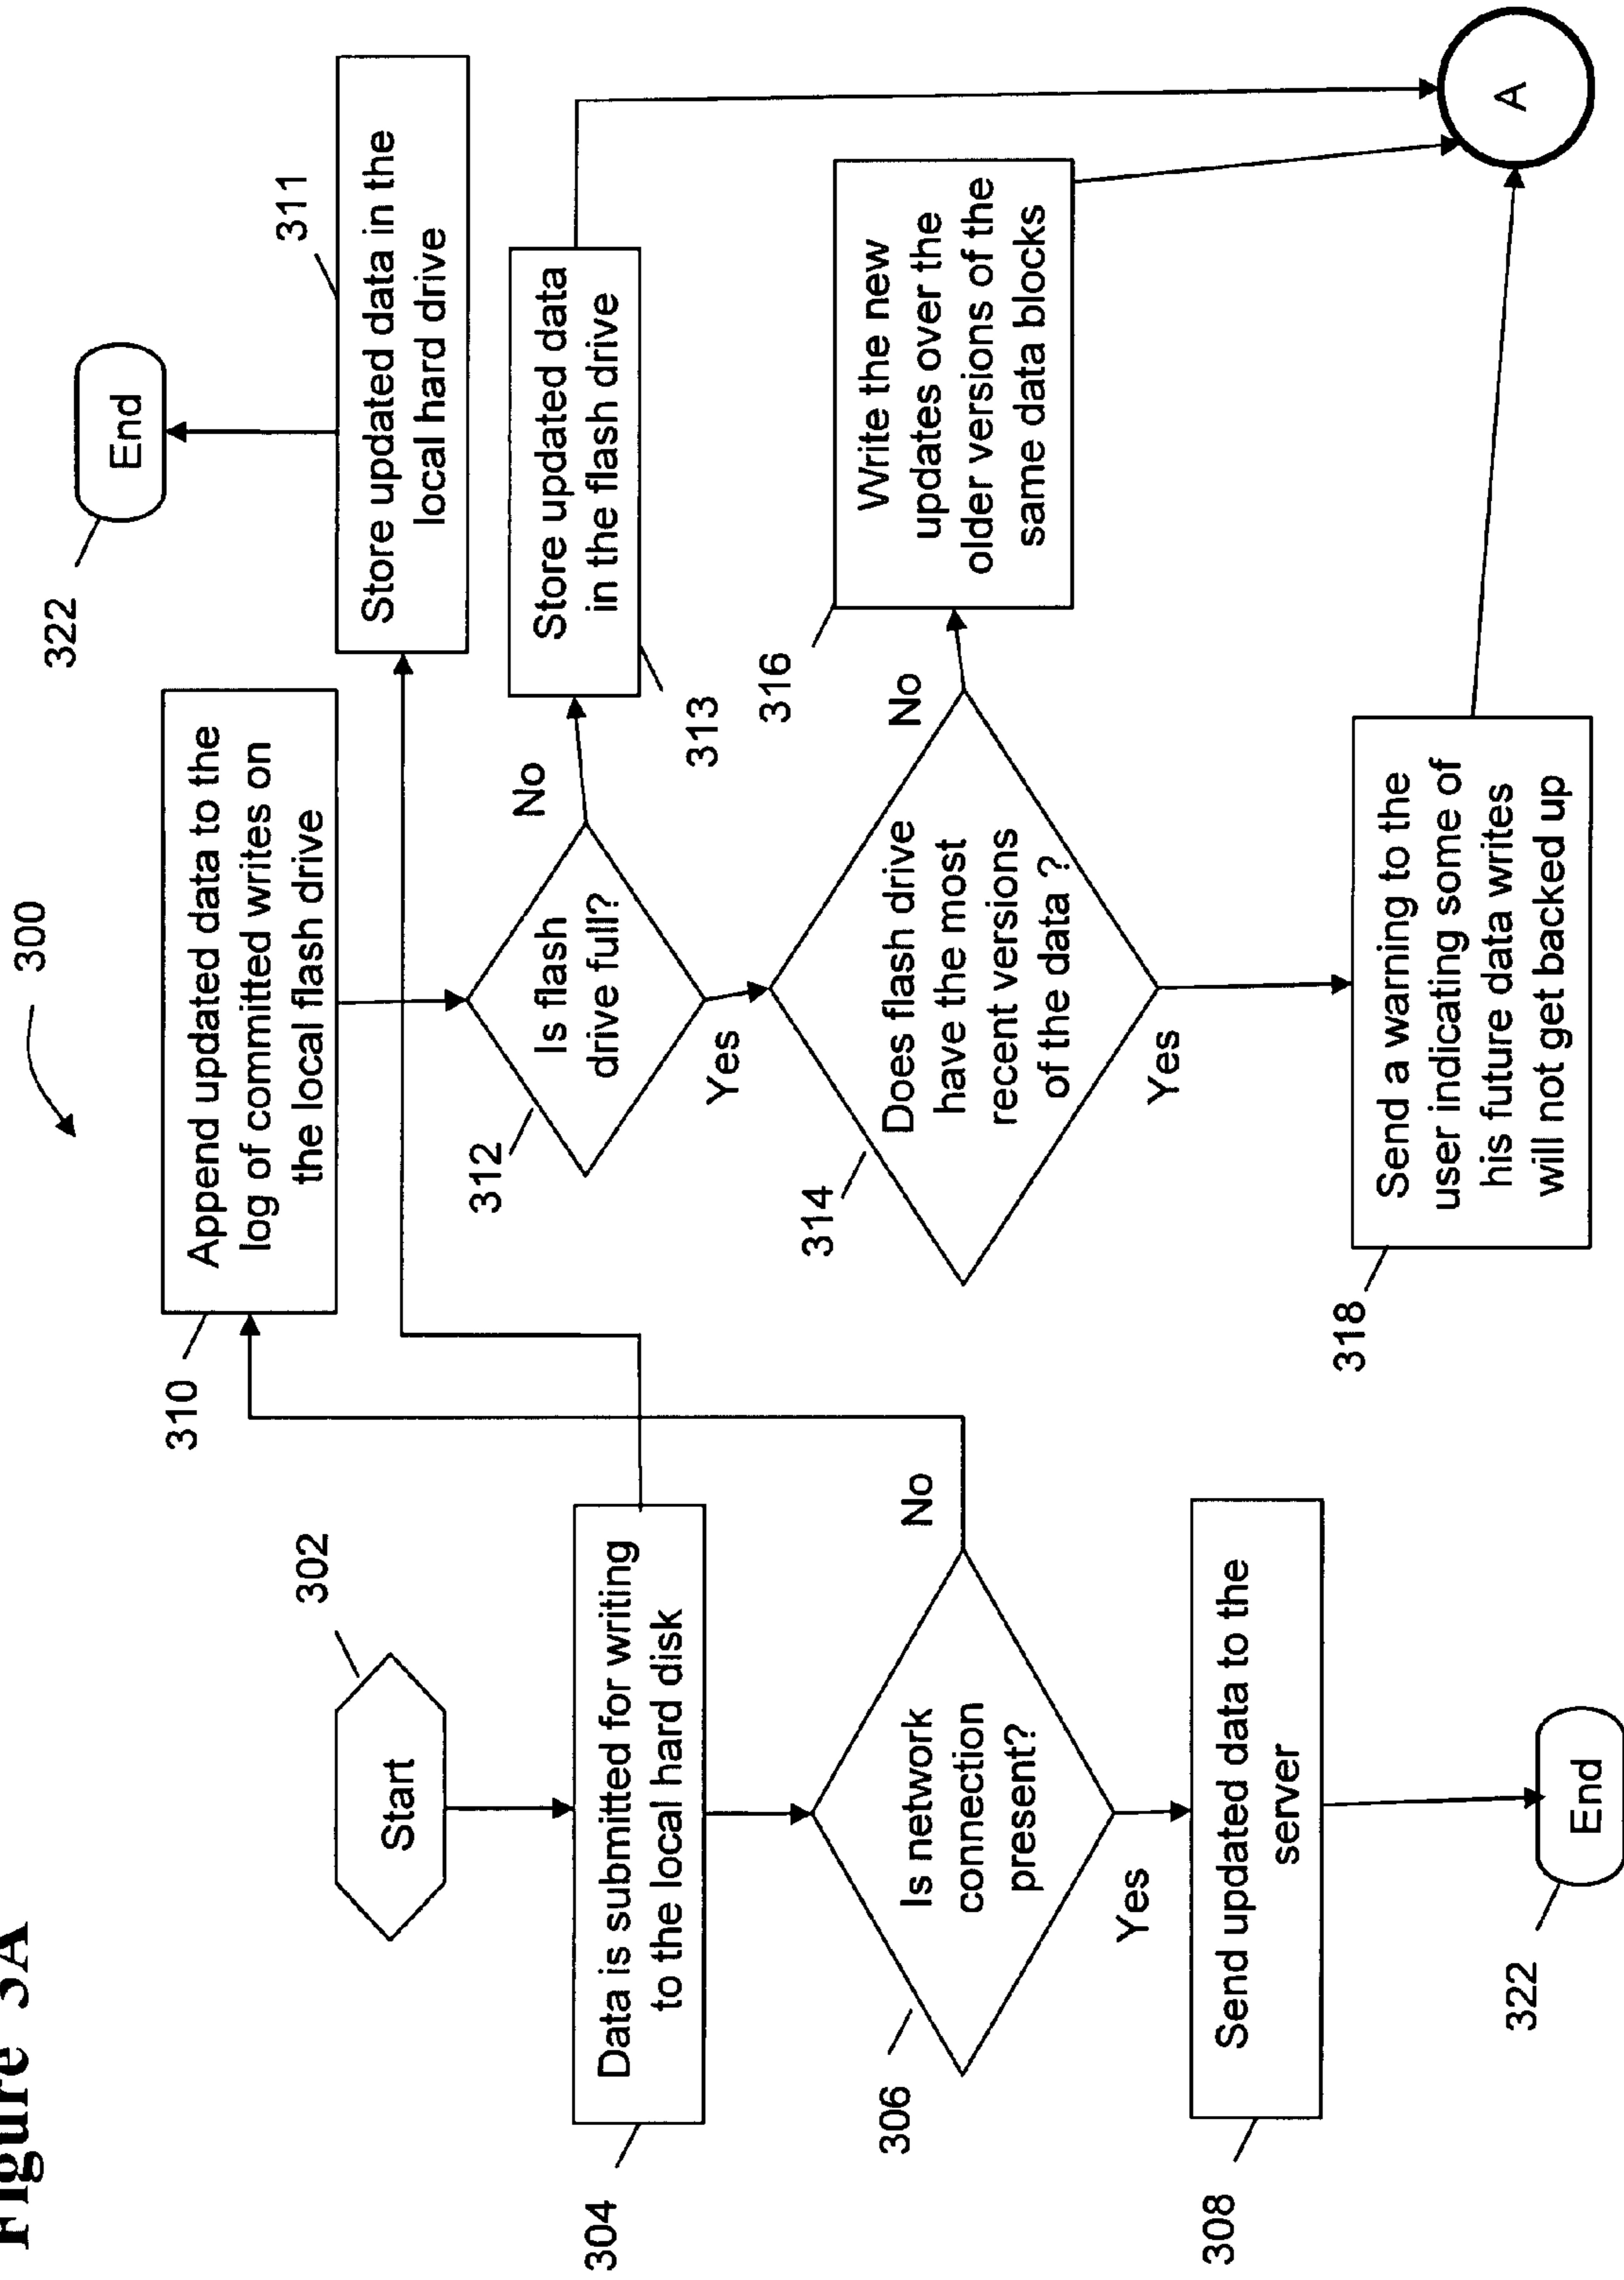 Figure 3A
300
322
End
302
Start
310
Append updated data to the
log of committed writes on
the local flash drive
311
Store updated data in the
local hard drive
304
Data is submitted for writing
to the local hard disk
312
Is flash
drive full?
No
Yes
313
Store updated data
in the flash drive
306
Is network
connection
present?
No
Yes
314
Does flash drive
have the most
recent versions
of the data ?
No
Yes
316
Write the new
updates over the
older versions of the
same data blocks
308
Send updated data to the
server
318
Send a warning to the
user indicating some of
his future data writes
will not get backed up
322
End
A